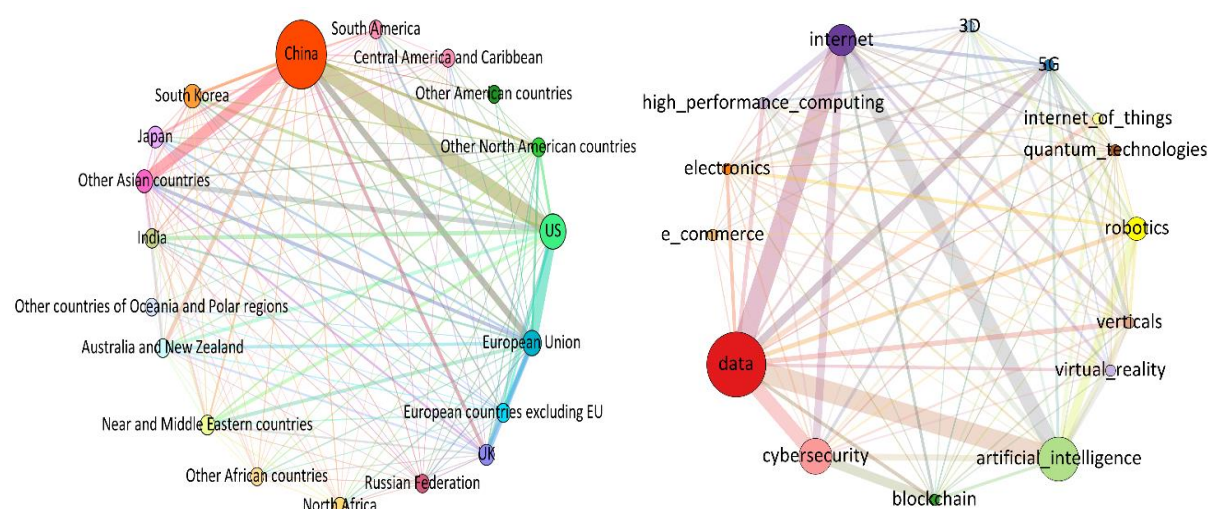 South America
China
Central America and Caribbean
South Korea
Other American countries
Japan
Other North American countries
Other Asian countries
US
India
Other countries of Oceania and Polar regions
Australia and New Zealand
European Union
Near and Middle Eastern countries
European countries excluding EU
UK
Other African countries
Russian Federation
North Africa
3D
internet
5G
high_performance_computing
internet_of_things
quantum_technologies
electronics
robotics
e_commerce
verticals
data
virtual_reality
cybersecurity
artificial_intelligence
blockchain